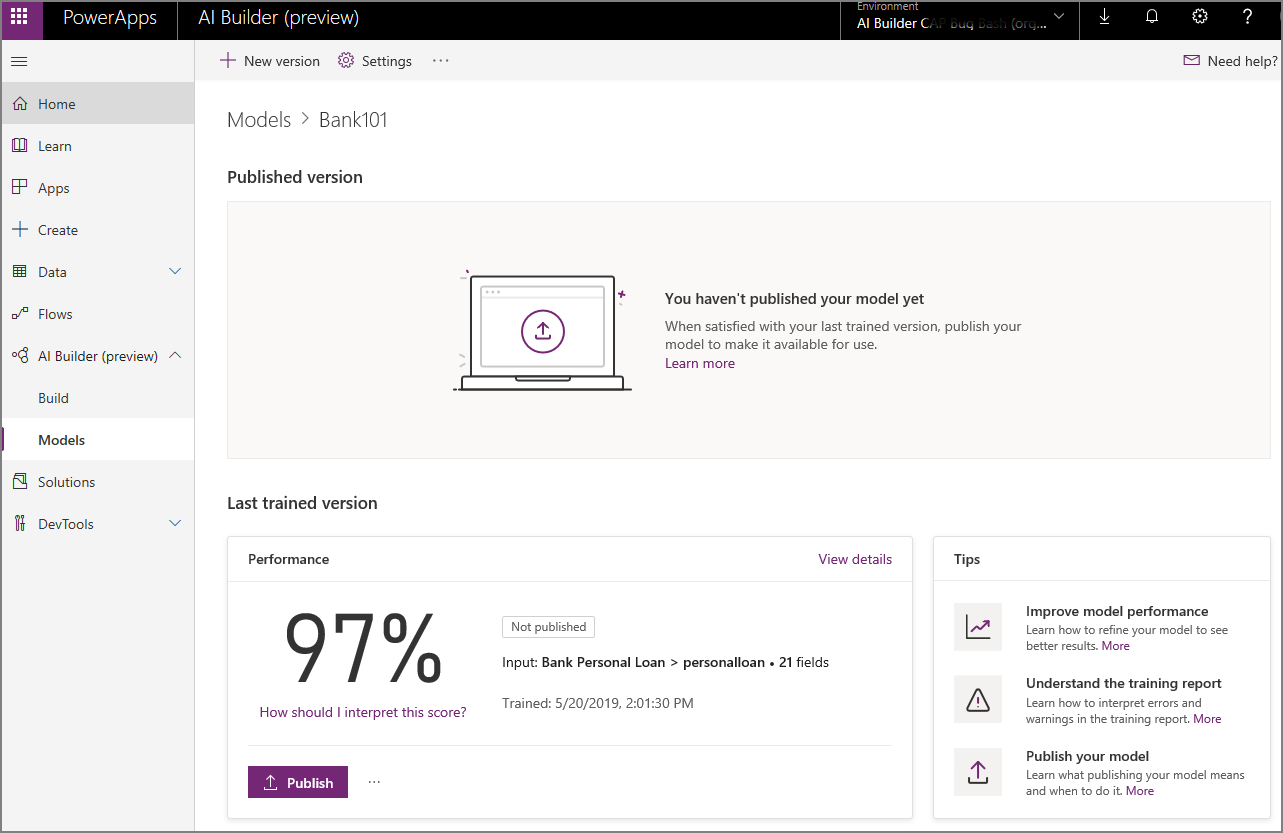 PowerApps
AI Builder (preview)
Environment
AI Builder CAP Bug Bash (org...
?
New version
Settings
...
Need help?
Home
Learn
Apps
Create
Data
Flows
AI Builder (preview)
Build
Models
Solutions
DevTools
Models > Bank101
Published version
You haven't published your model yet
When satisfied with your last trained version, publish your
model to make it available for use.
Learn more
Last trained version
Performance
View details
97%
How should I interpret this score?
Not published
Input: Bank Personal Loan > personalloan • 21 fields
Trained: 5/20/2019, 2:01:30 PM
Publish
...
Tips
Improve model performance
Learn how to refine your model to see
better results. More
Understand the training report
Learn how to interpret errors and
warnings in the training report. More
Publish your model
Learn what publishing your model means
and when to do it. More